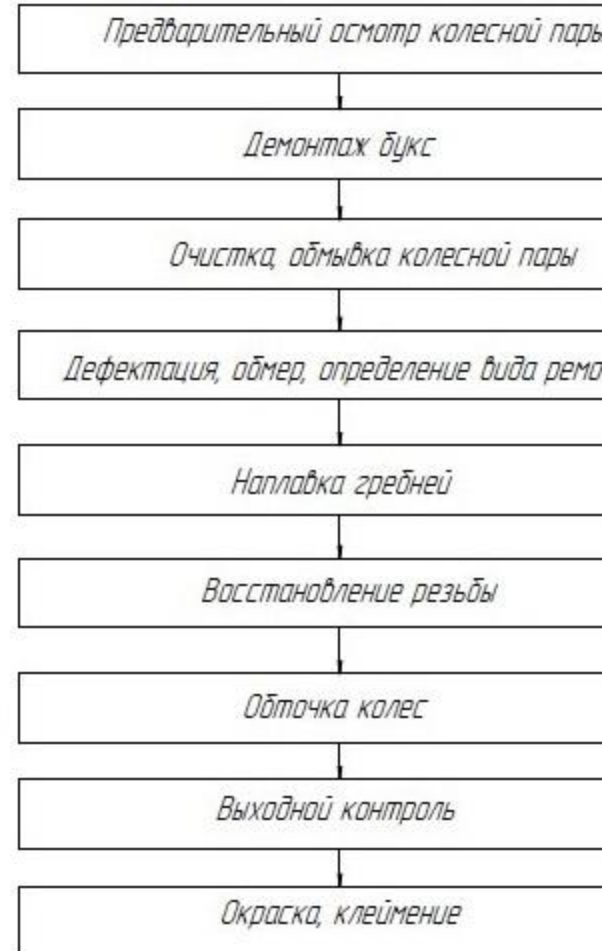 Предварительный осмотр колесной пары
Демонтаж букс
Очистка, обмывка колесной пары
Дефектация, обмер, определение вида ремо
Наплавка гребней
Восстановление резьбы
Обточка колес
Выходной контроль
Окраска, клеймение